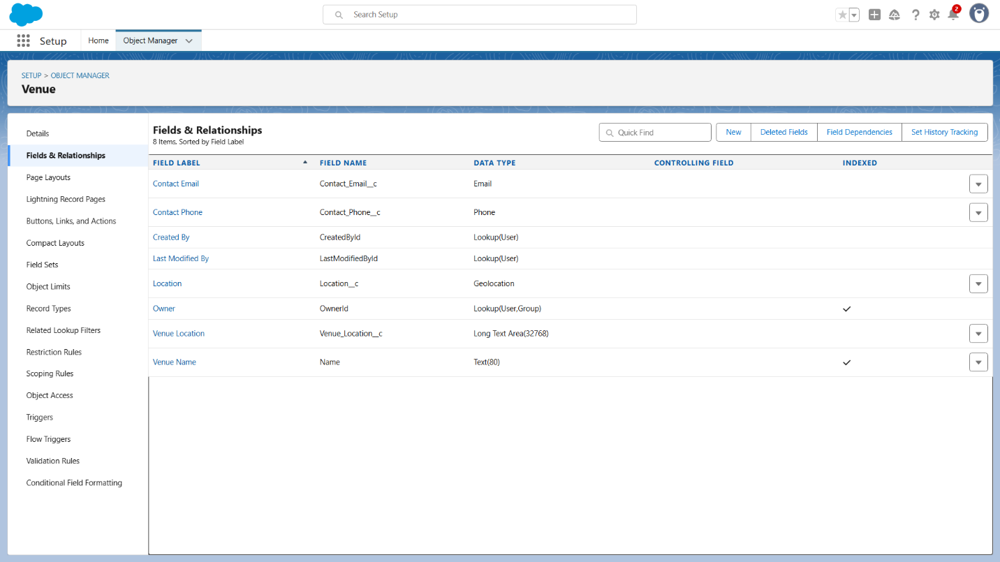 Search Setup
2
Setup
Home
Object Manager
SETUP > OBJECT MANAGER
Venue
Details
Fields & Relationships
Page Layouts
Lightning Record Pages
Buttons, Links, and Actions
Compact Layouts
Field Sets
Object Limits
Record Types
Related Lookup Filters
Restriction Rules
Scoping Rules
Object Access
Triggers
Flow Triggers
Validation Rules
Conditional Field Formatting
Fields & Relationships
8 Items, Sorted by Field Label
Quick Find
New
Deleted Fields
Field Dependencies
Set History Tracking
FIELD LABEL FIELD NAME DATA TYPE CONTROLLING FIELD INDEXED
Contact Email Contact_Email__c Email
Contact Phone Contact_Phone__c Phone
Created By CreatedById Lookup(User)
Last Modified By LastModifiedById Lookup(User)
Location Location__c Geolocation
Owner OwnerId Lookup(User,Group)
Venue Location Venue_Location__c Long Text Area(32768)
Venue Name Name Text(80)